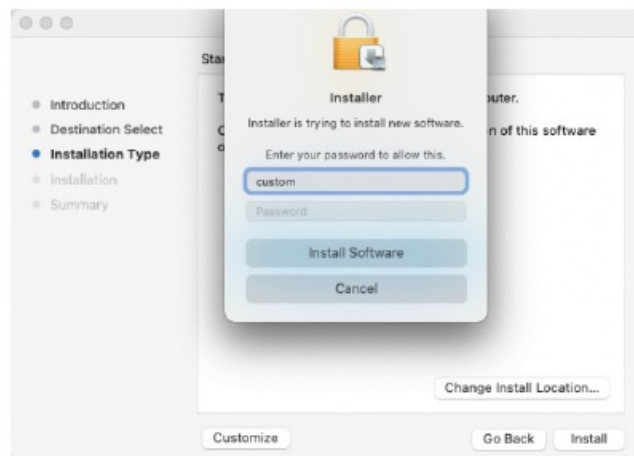 Sta
Introduction
Destination Select
Installation Type
Installation
Summary
T
puter.
C
n of this software
Installer
Installer is trying to install new software.
Enter your password to allow this.
custom
Password
Install Software
Cancel
Change Install Location...
Customize
Go Back
Install